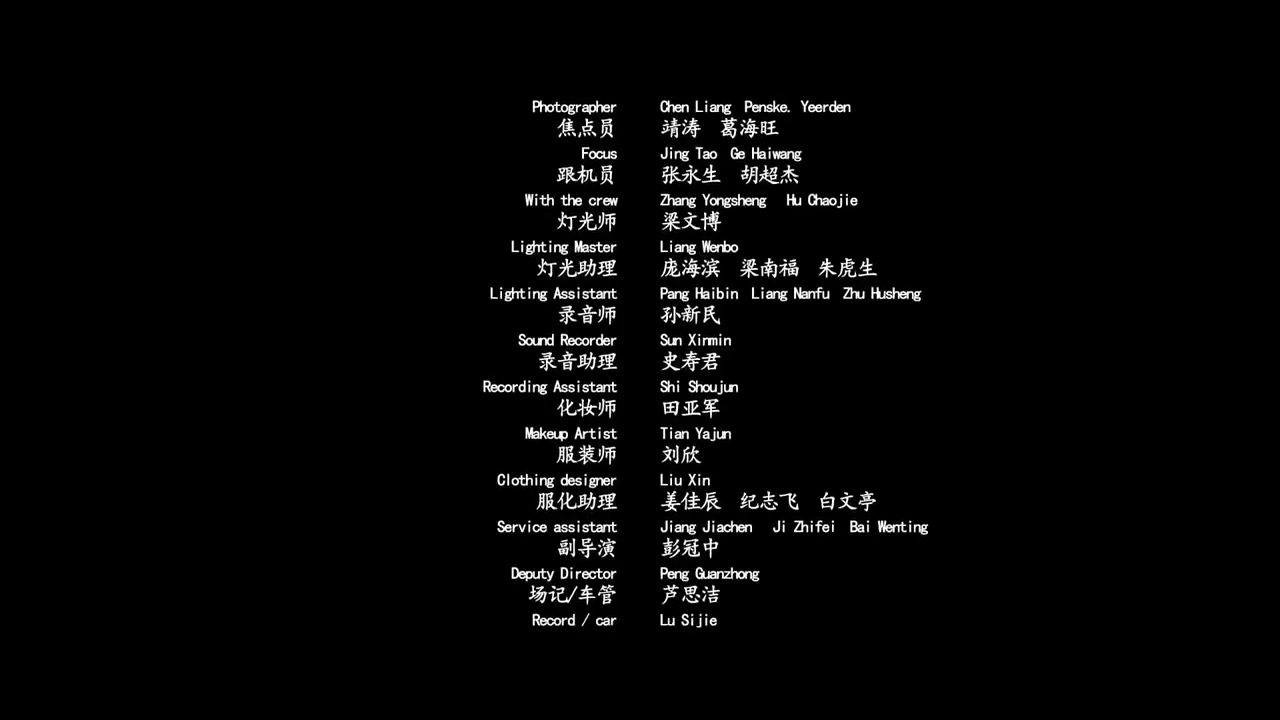 Photographer Chen Liang Penske. Yeerden
焦点员 靖涛 葛海旺
Focus Jing Tao Ge Haiwang
跟机员 张永生 胡超杰
With the crew Zhang Yongsheng Hu Chaojie
灯光师 梁文博
Lighting Master Liang Wenbo
灯光助理 庞海滨 梁南福 朱虎生
Lighting Assistant Pang Haibin Liang Nanfu Zhu Husheng
录音师 孙新民
Sound Recorder Sun Xinmin
录音助理 史寿君
Recording Assistant Shi Shoujun
化妆师 田亚军
Makeup Artist Tian Yajun
服装师 刘欣
Clothing designer Liu Xin
服化助理 姜佳辰 纪志飞 白文亭
Service assistant Jiang Jiachen Ji Zhifei Bai Wenting
副导演 彭冠中
Deputy Director Peng Guanzhong
场记/车管 芦思洁
Record / car Lu Sijie